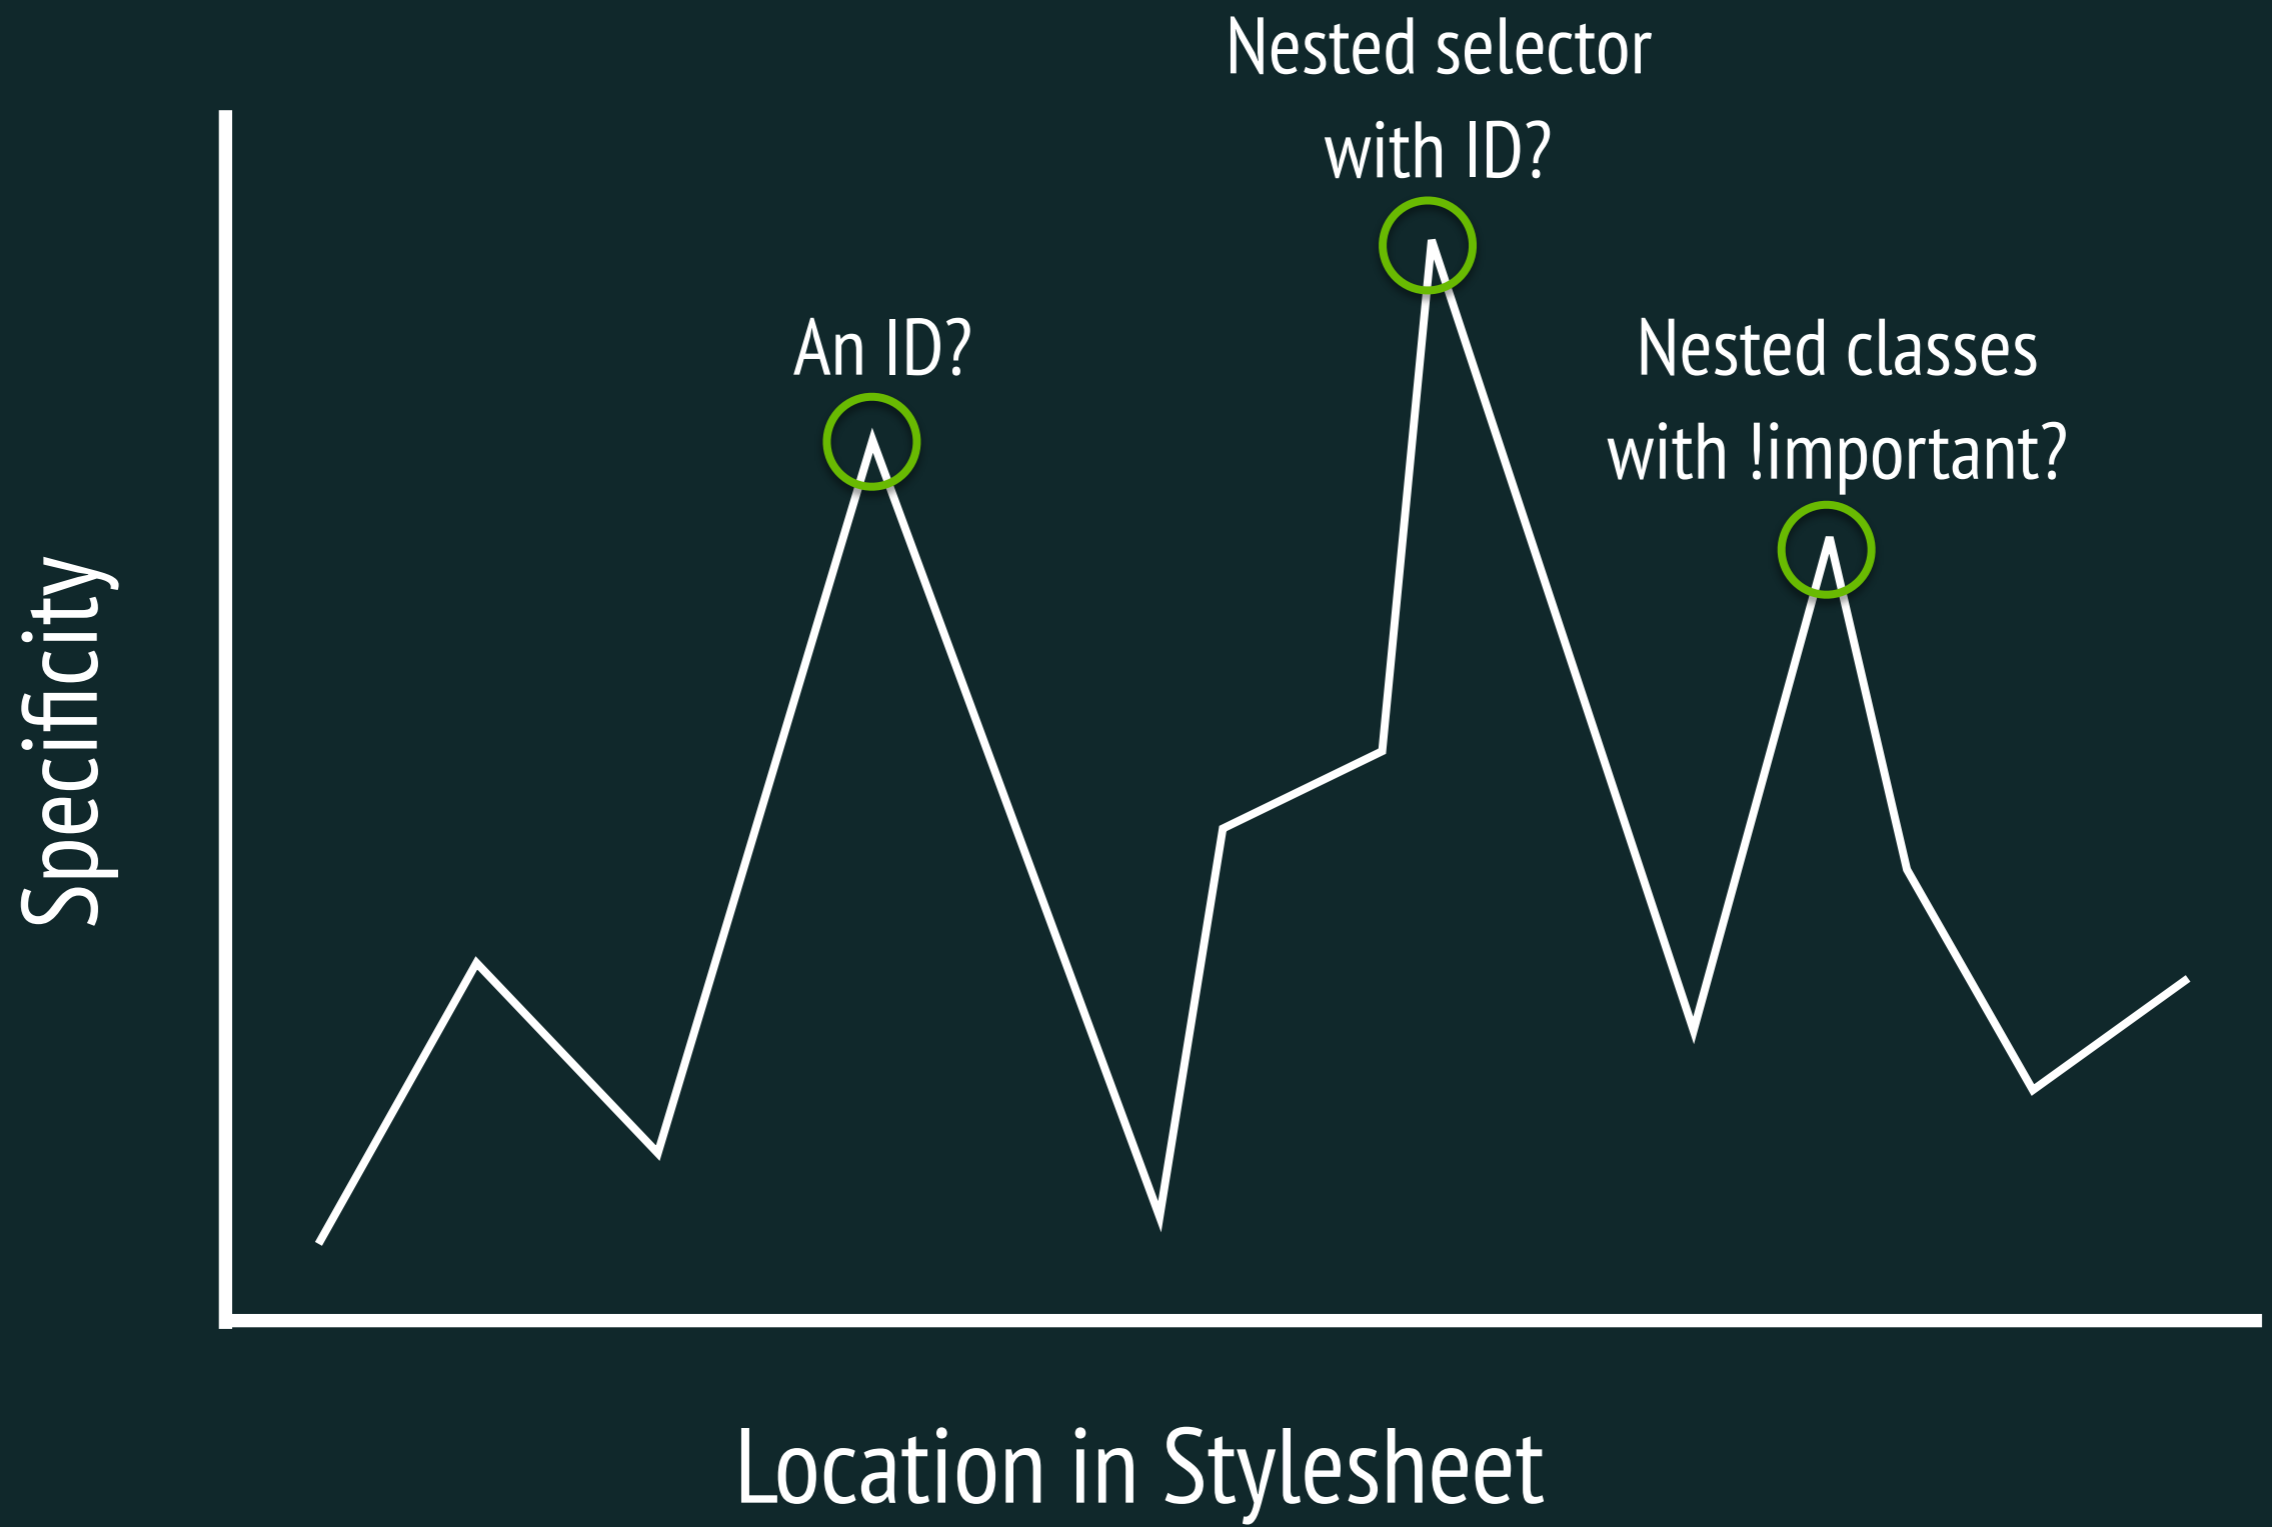 Nested selector
with ID?
An ID?
Nested classes
with !important?
Specificity
Location in Stylesheet